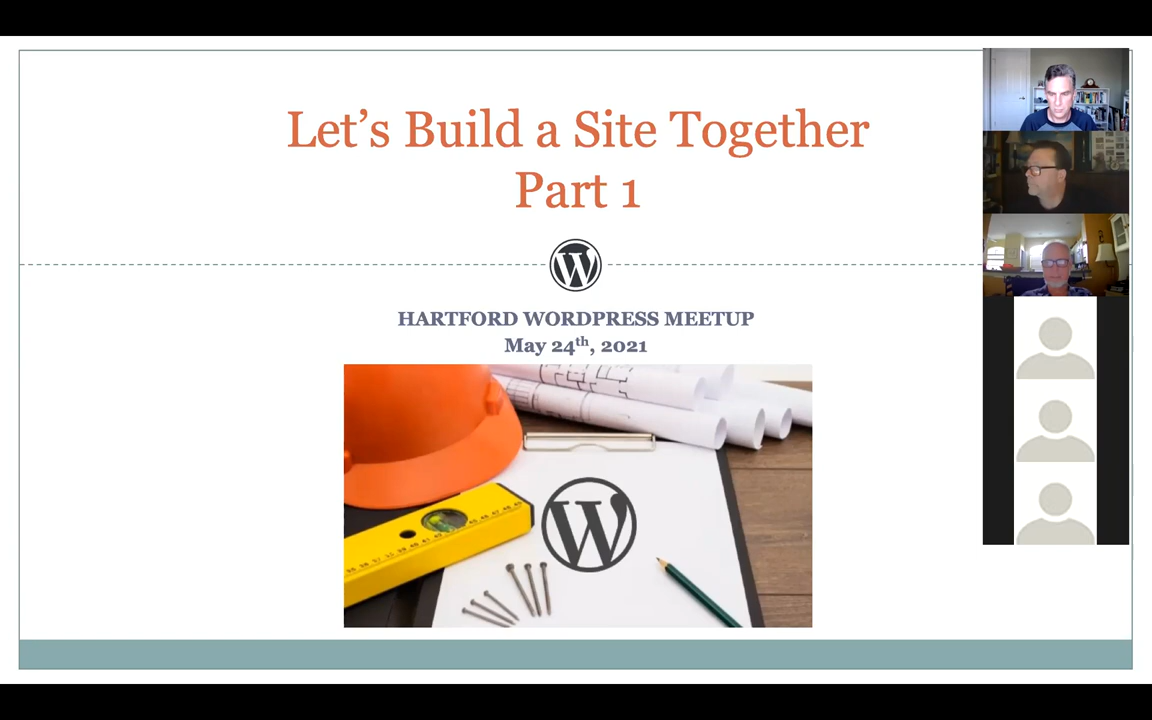 Let's Build a Site Together
Part 1
HARTFORD WORDPRESS MEETUP
May 24th, 2021